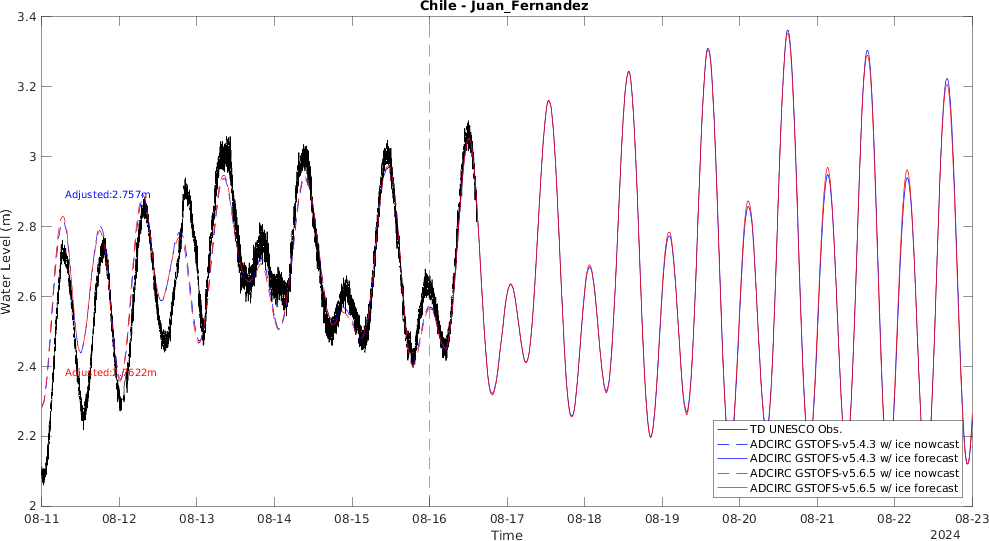 Chile - Juan_Fernandez
3.4
3.2
3
2.8
2.6
2.4
2.2
2
Water Level (m)
Adjusted:2.757m
TD UNESCO Obs.
ADCIRC GSTOFS-v5.4.3 w/ ice nowcast
ADCIRC GSTOFS-v5.4.3 w/ ice forecast
ADCIRC GSTOFS-v5.6.5 w/ ice nowcast
ADCIRC GSTOFS-v5.6.5 w/ ice forecast
08-11 08-12 08-13 08-14 08-15 08-16 08-17 08-18 08-19 08-20 08-21 08-22 08-23
Time
2024